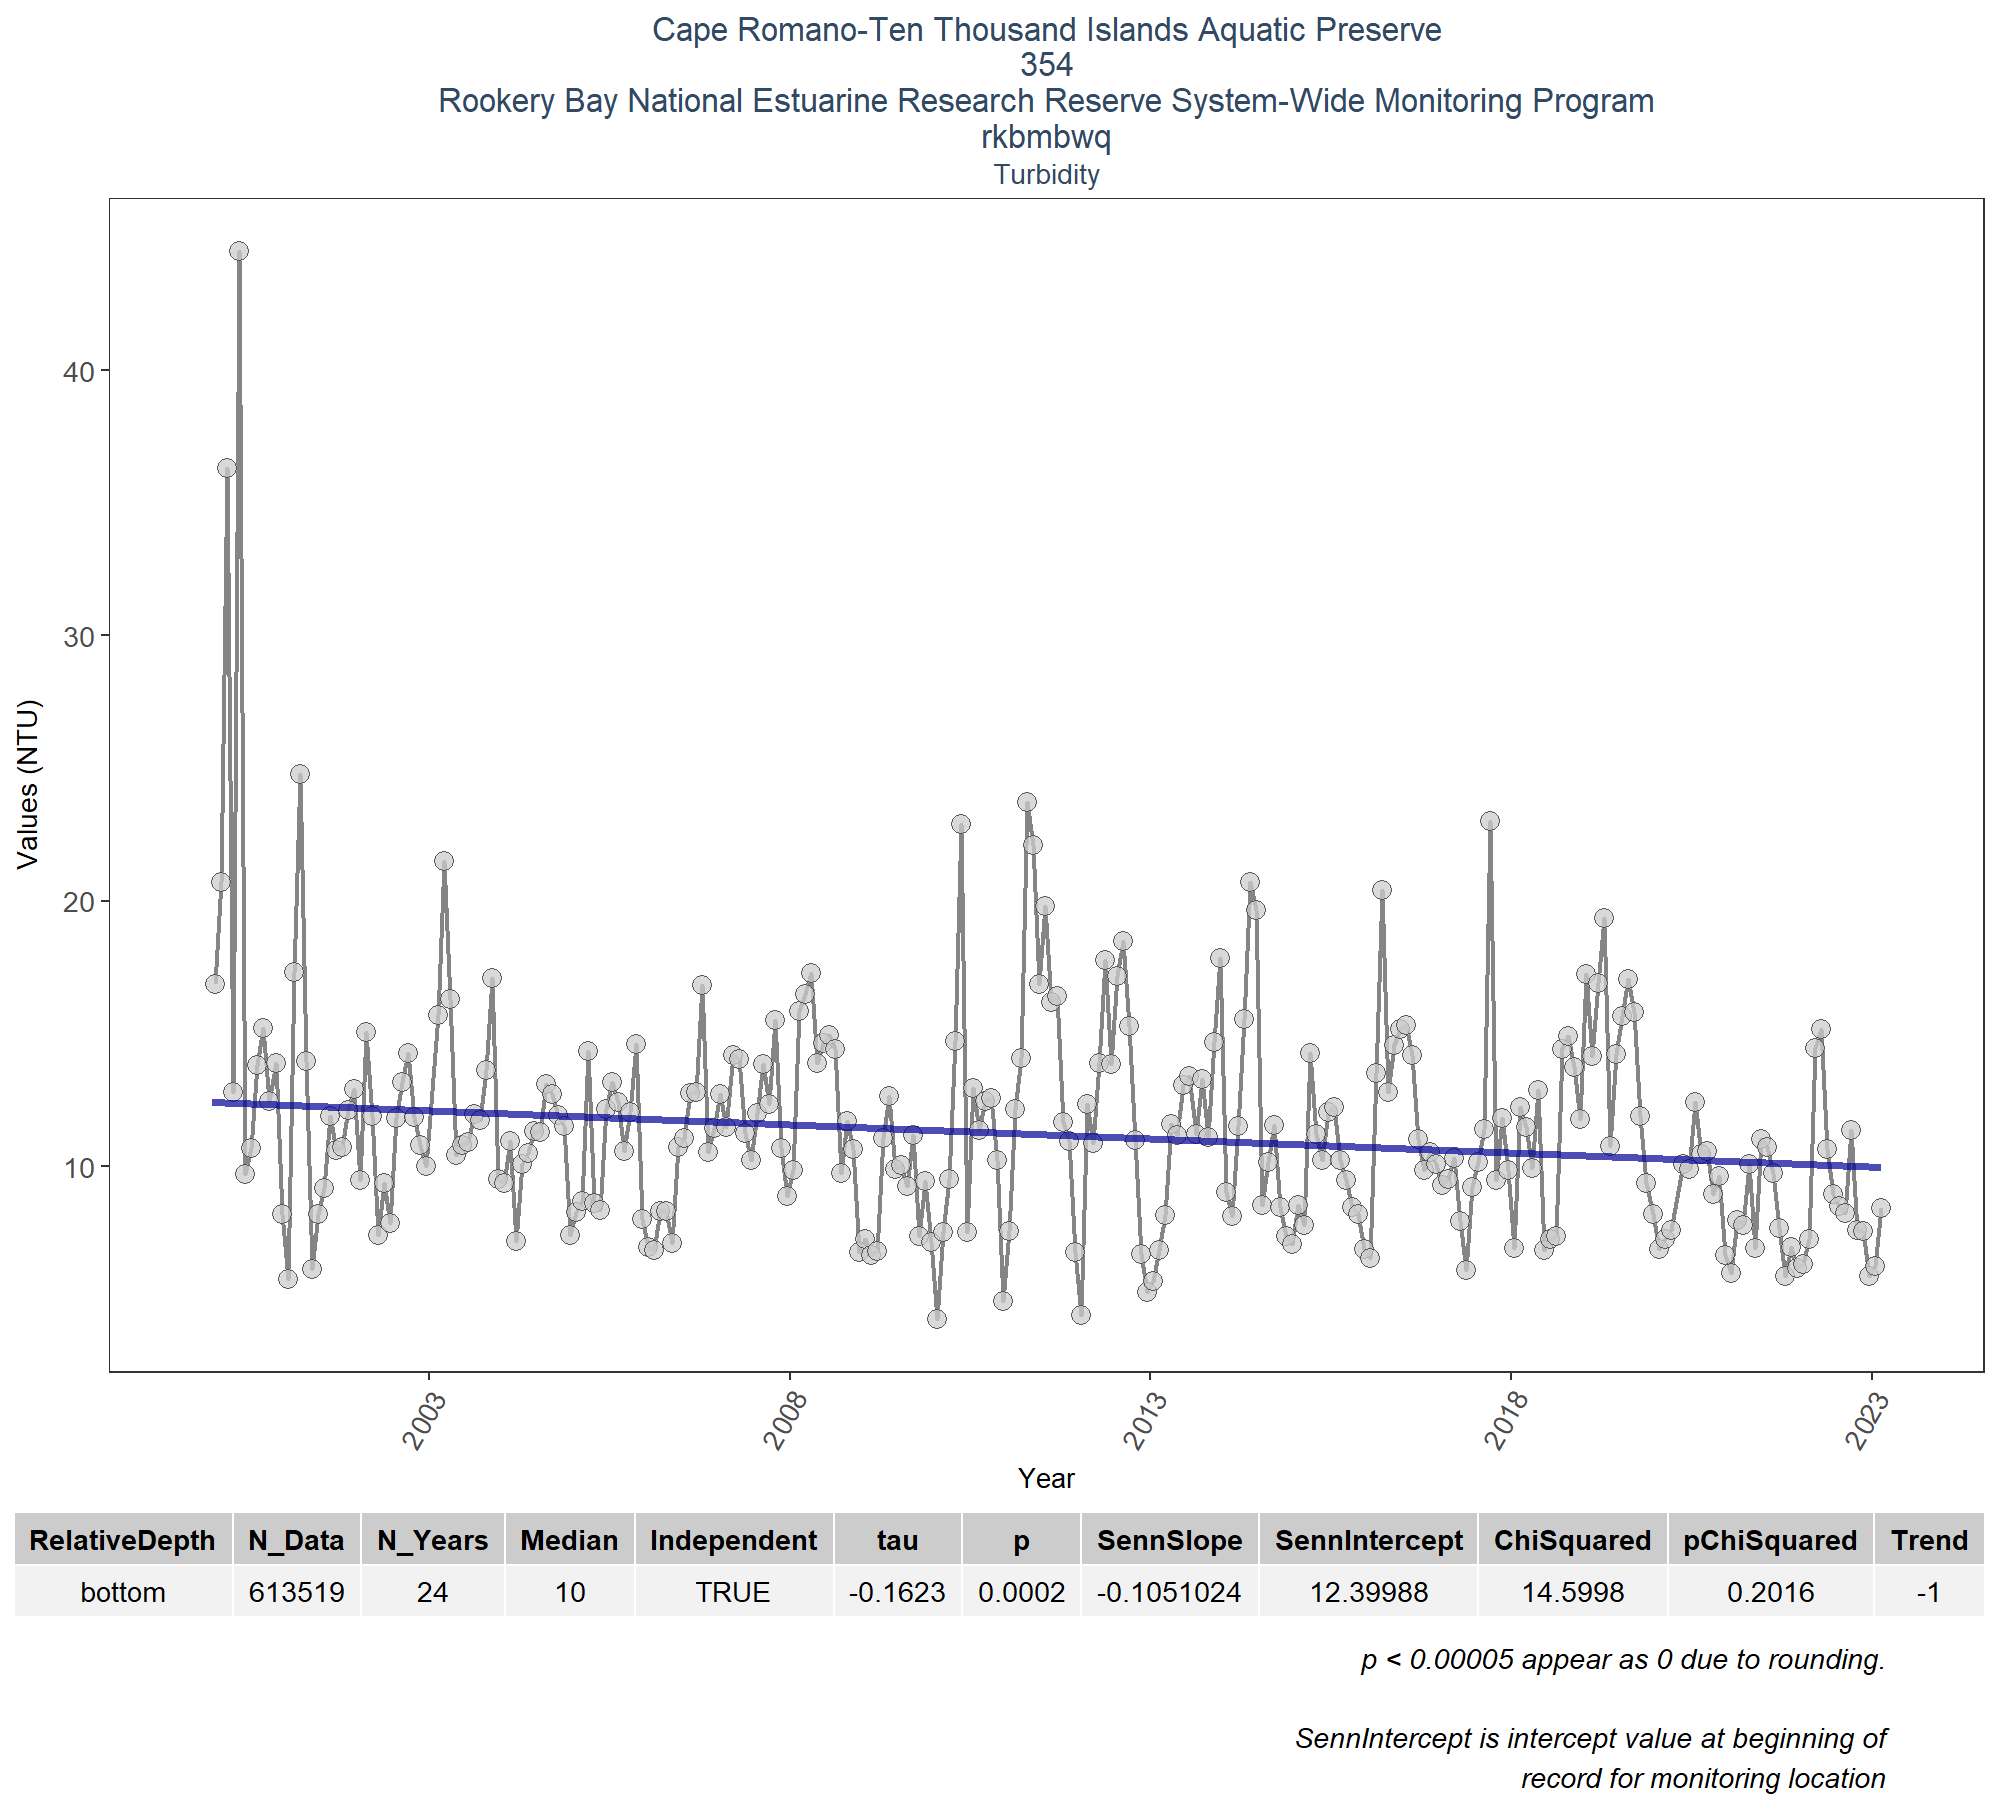 Cape Romano-Ten Thousand Islands Aquatic Preserve
354
Rookery Bay National Estuarine Research Reserve System-Wide Monitoring Program
rkbmbwq
Turbidity
40
30
20
10
Values (NTU)
2003 2008 2013 2018 2023
Year
RelativeDepth N_Data N_Years Median Independent tau p SennSlope SennIntercept ChiSquared pChiSquared Trend
bottom 613519 24 10 TRUE -0.1623 0.0002 -0.1051024 12.39988 14.5998 0.2016 -1
p < 0.00005 appear as 0 due to rounding.
SennIntercept is intercept value at beginning of
record for monitoring location